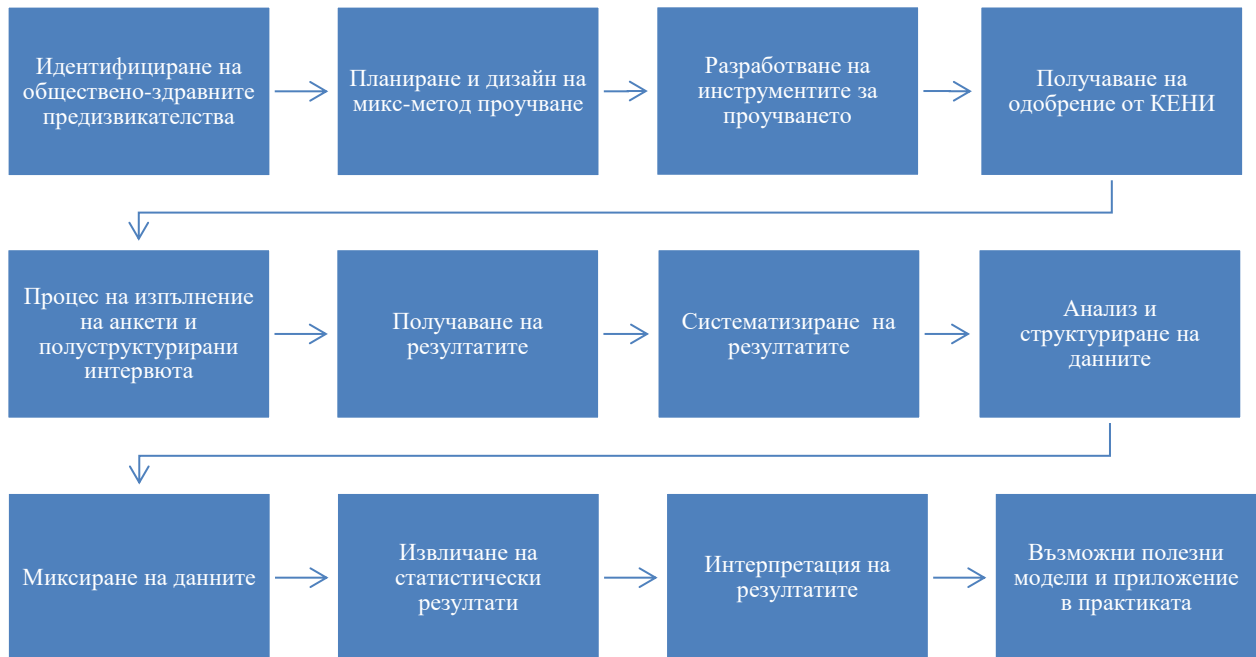 Идентифициране на
обществено-здравните
предизвикателства
Планиране и дизайн на
микс-метод проучване
Разработване на
инструментите за
проучването
Получаване на
одобрение от КЕНИ
Процес на изпълнение
на анкети и
полуструктурирани
интервюта
Получаване на
резултатите
Систематизиране на
резултатите
Анализ и
структуриране на
данните
Миксиране на данните
Извличане на
статистически
резултати
Интерпретация на
резултатите
Възможни полезни
модели и приложение
в практиката